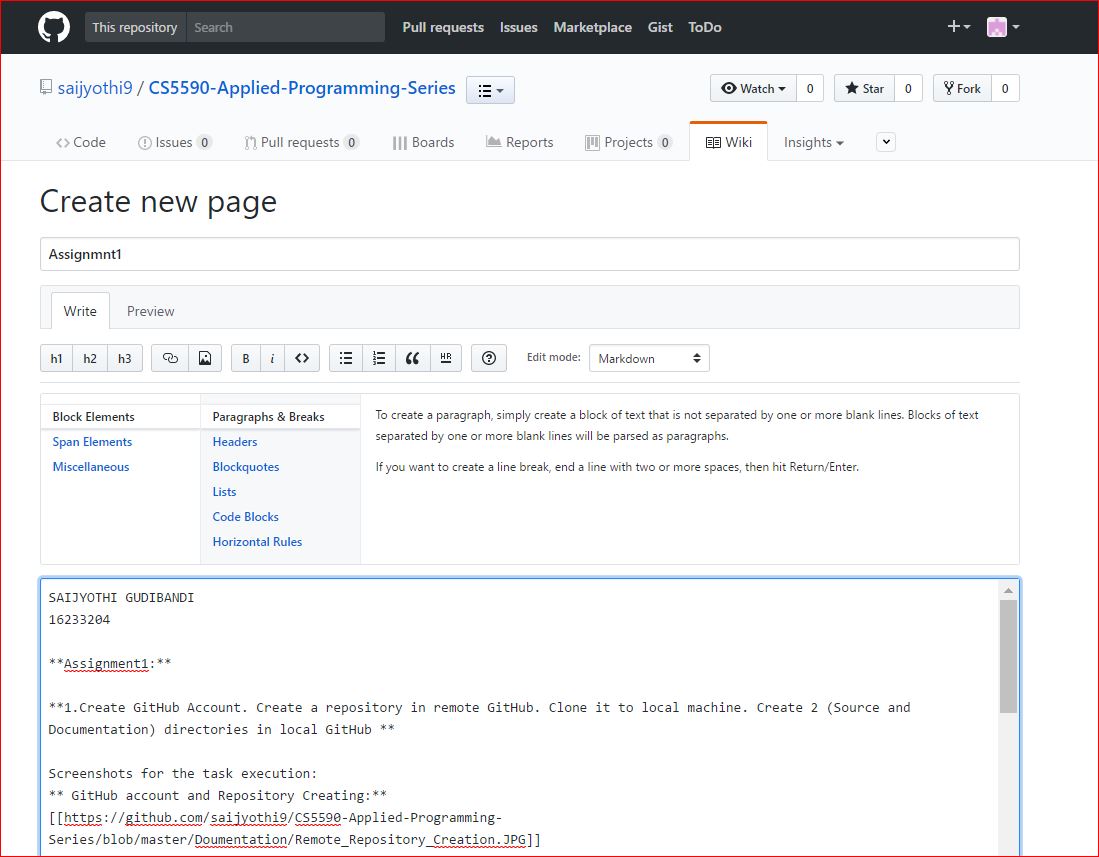 This repository Search Pull requests Issues Marketplace Gist ToDo
saijyothi9 / CS5590-Applied-Programming-Series Watch 0 Star 0 Fork 0
Code Issues 0 Pull requests 0 Boards Reports Projects 0 Wiki Insights
Create new page
Assignmnt1
Write Preview
h1 h2 h3 B i HR Edit mode: Markdown
Block Elements
Span Elements
Miscellaneous
Paragraphs & Breaks
Headers
Blockquotes
Lists
Code Blocks
Horizontal Rules
To create a paragraph, simply create a block of text that is not separated by one or more blank lines. Blocks of text
separated by one or more blank lines will be parsed as paragraphs.
If you want to create a line break, end a line with two or more spaces, then hit Return/Enter.
SAIJYOTHI GUDIBANDI
16233204
**Assignment1:**
**1.Create GitHub Account. Create a repository in remote GitHub. Clone it to local machine. Create 2 (Source and
Documentation) directories in local GitHub **
Screenshots for the task execution:
** GitHub account and Repository Creating:**
[[https://github.com/saijyothi9/CS5590-Applied-Programming-
Series/blob/master/Doumentation/Remote_Repository_Creation.JPG]]